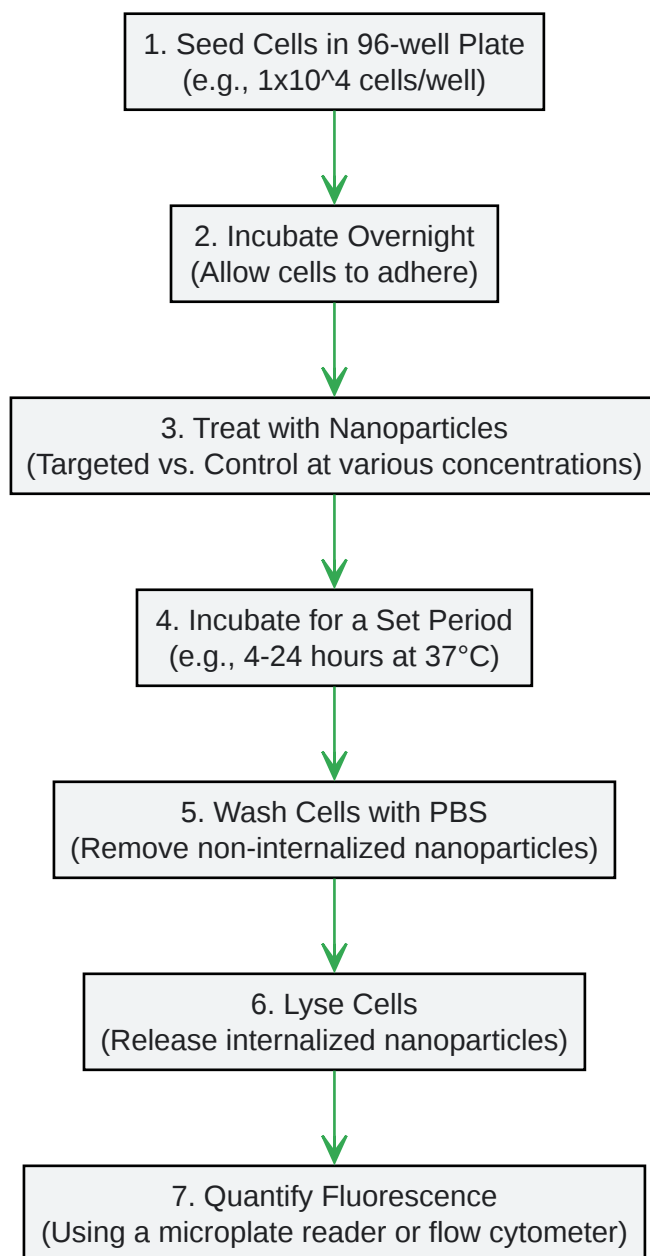 1. Seed Cells in 96-well Plate
(e.g., 1x10^4 cells/well)
2. Incubate Overnight
(Allow cells to adhere)
3. Treat with Nanoparticles
(Targeted vs. Control at various concentrations)
4. Incubate for a Set Period
(e.g., 4-24 hours at 37°C)
5. Wash Cells with PBS
(Remove non-internalized nanoparticles)
6. Lyse Cells
(Release internalized nanoparticles)
7. Quantify Fluorescence
(Using a microplate reader or flow cytometer)